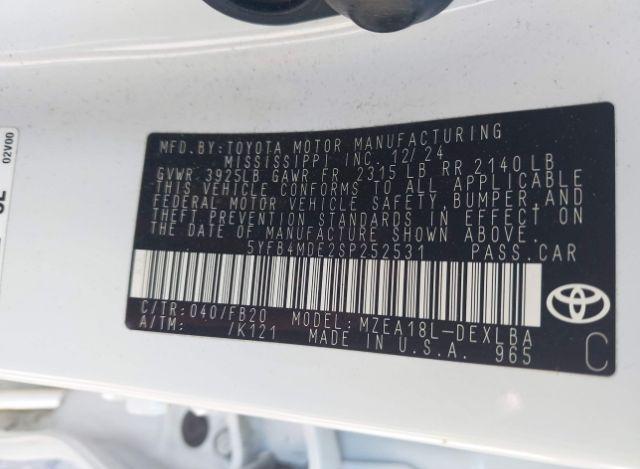 MFD. BY: TOYOTA MOTOR MANUFACTURING
MISSISSIPPI INC. 12/24
GVWR 3925LB GAWR FR 2315LB RR 2140LB
THIS VEHICLE CONFORMS TO ALL APPLICABLE
FEDERAL MOTOR VEHICLE SAFETY, BUMPER, AND
THEFT PREVENTION STANDARDS IN EFFECT ON
THE DATE OF MANUFACTURE SHOWN ABOVE.
5YFB4MDE2SP252531 PASS.CAR
C/TR: 040/FB20 MODEL: MZEA18L-DEXLBA
A/TM: /K121 MADE IN U.S.A. 965
C
02V00